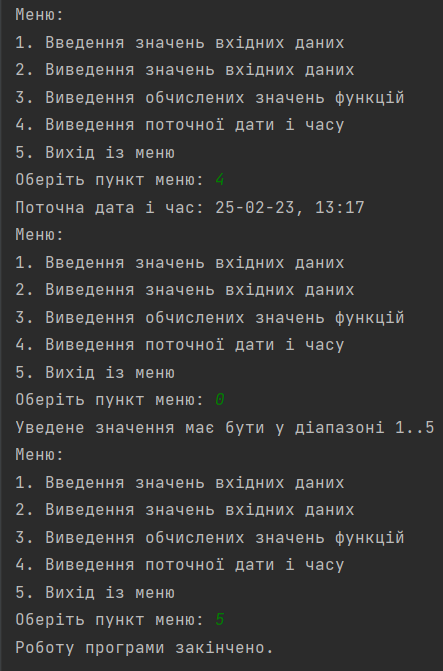 Меню:
1. Введення значень вхідних даних
2. Виведення значень вхідних даних
3. Виведення обчислених значень функцій
4. Виведення поточної дати і часу
5. Вихід із меню
Оберіть пункт меню: 4
Поточна дата і час: 25-02-23, 13:17
Меню:
1. Введення значень вхідних даних
2. Виведення значень вхідних даних
3. Виведення обчислених значень функцій
4. Виведення поточної дати і часу
5. Вихід із меню
Оберіть пункт меню: 0
Уведене значення має бути у діапазоні 1..5
Меню:
1. Введення значень вхідних даних
2. Виведення значень вхідних даних
3. Виведення обчислених значень функцій
4. Виведення поточної дати і часу
5. Вихід із меню
Оберіть пункт меню: 5
Роботу програми закінчено.